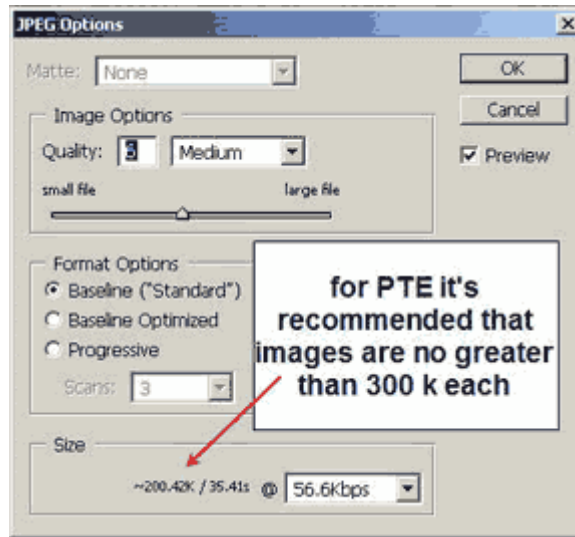 JPEG Options
Matte: None
OK
Cancel
Preview
Image Options
Quality: 5 Medium
small file large file
Format Options
Baseline ("Standard")
Baseline Optimized
Progressive
Scans: 3
for PTE it's
recommended that
images are no greater
than 300 k each
Size
~200.42K / 35.41s @ 56.6Kbps